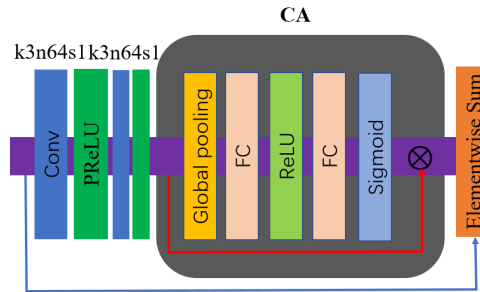 CA
k3n64s1 k3n64s1
Conv
PReLU
Global pooling
FC
ReLU
FC
Sigmoid
Elementwise Sum